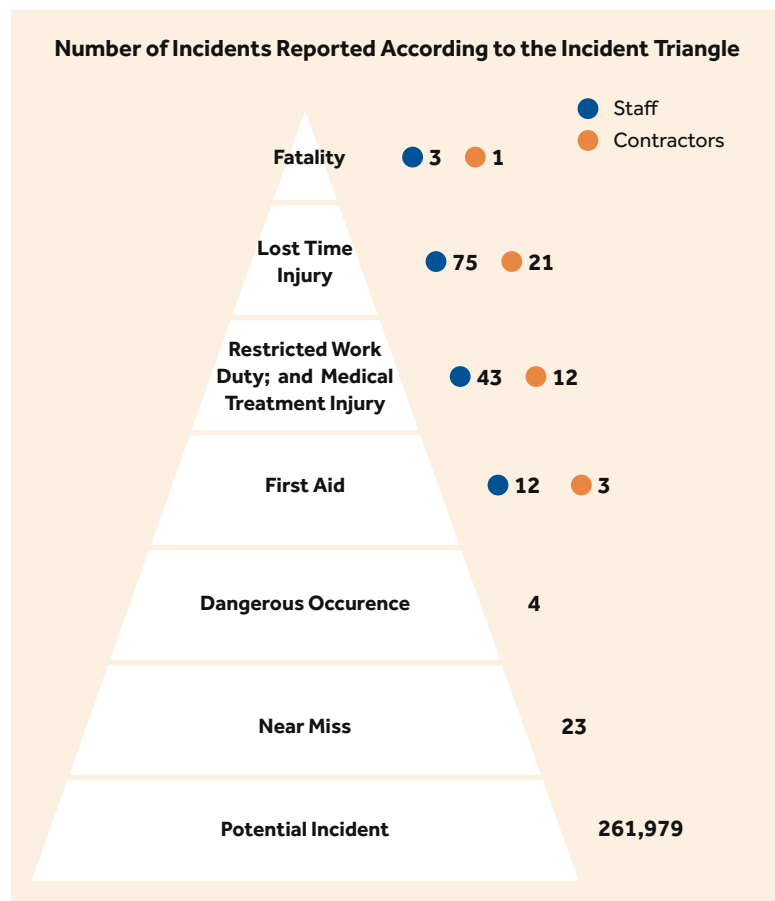 Number of Incidents Reported According to the Incident Triangle
Staff
Contractors
Fatality 3 1
Lost Time
Injury
75 21
Restricted Work
Duty; and Medical
Treatment Injury
43 12
First Aid 12 3
Dangerous Occurence 4
Near Miss 23
Potential Incident 261,979